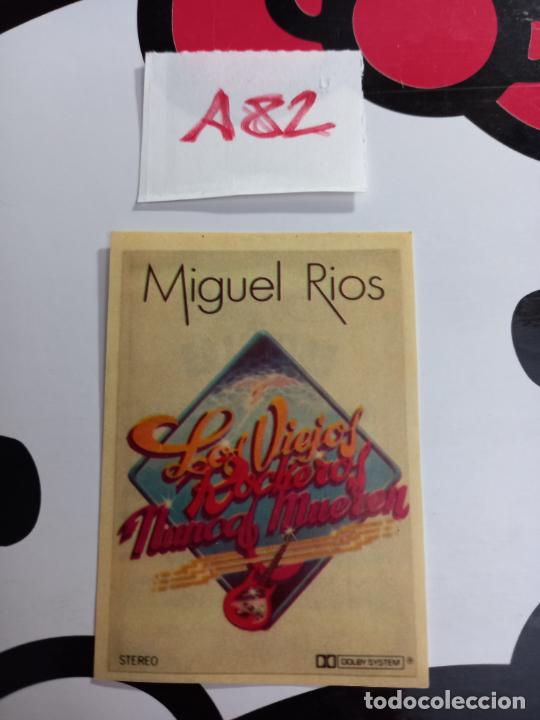 A82
Miguel Rios
Los Viejos
Rockeros
Nunca Mueren
STEREO
DOLBY SYSTEM ®
todocoleccion